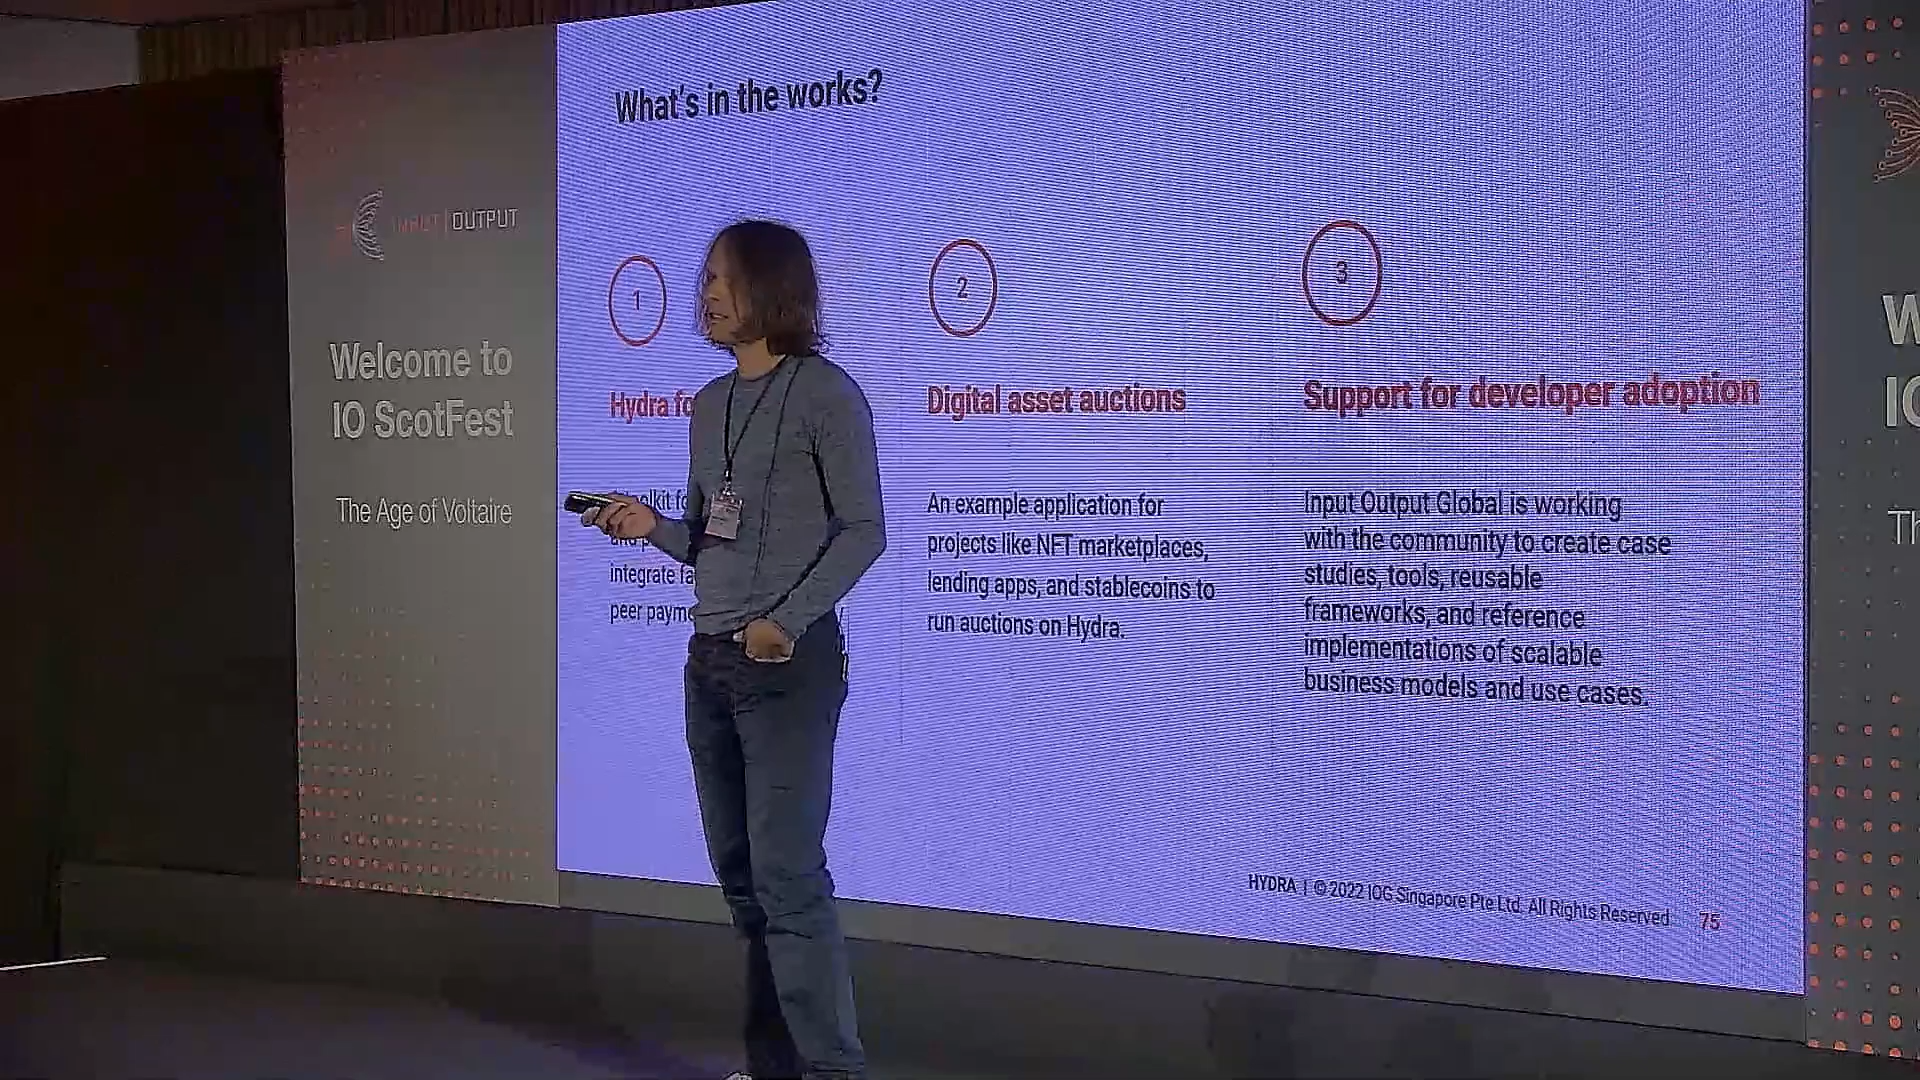 What's in the works?
INPUT | OUTPUT
Welcome to
IO ScotFest
The Age of Voltaire
1
Hydra
integrate
peer
2
Digital asset auctions
An example application for
projects like NFT marketplaces,
lending apps, and stablecoins to
run auctions on Hydra.
3
Support for developer adoption
Input Output Global is working
with the community to create case
studies, tools, reusable
frameworks, and reference
implementations of scalable
business models and use cases.
HYDRA | © 2022 IOG Singapore Pte Ltd. All Rights Reserved
75